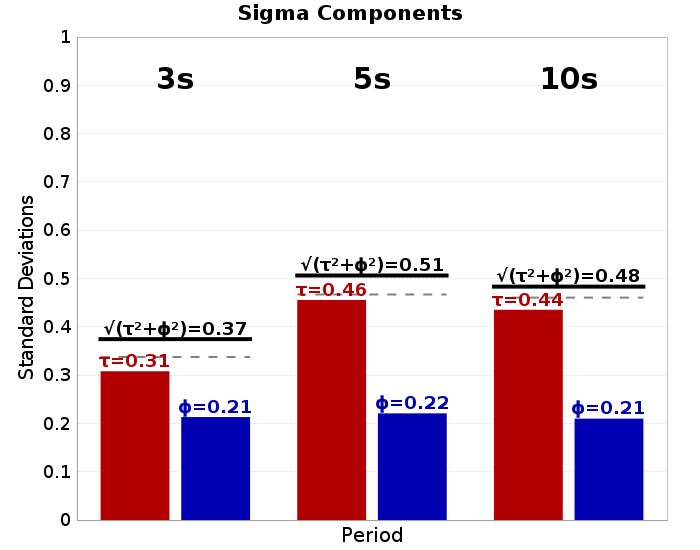 Sigma Components
Standard Deviations
1
0.9
0.8
0.7
0.6
0.5
0.4
0.3
0.2
0.1
0
3s
5s
10s
√(τ²+ϕ²)=0.37
τ=0.31
ϕ=0.21
√(τ²+ϕ²)=0.51
τ=0.46
ϕ=0.22
√(τ²+ϕ²)=0.48
τ=0.44
ϕ=0.21
Period